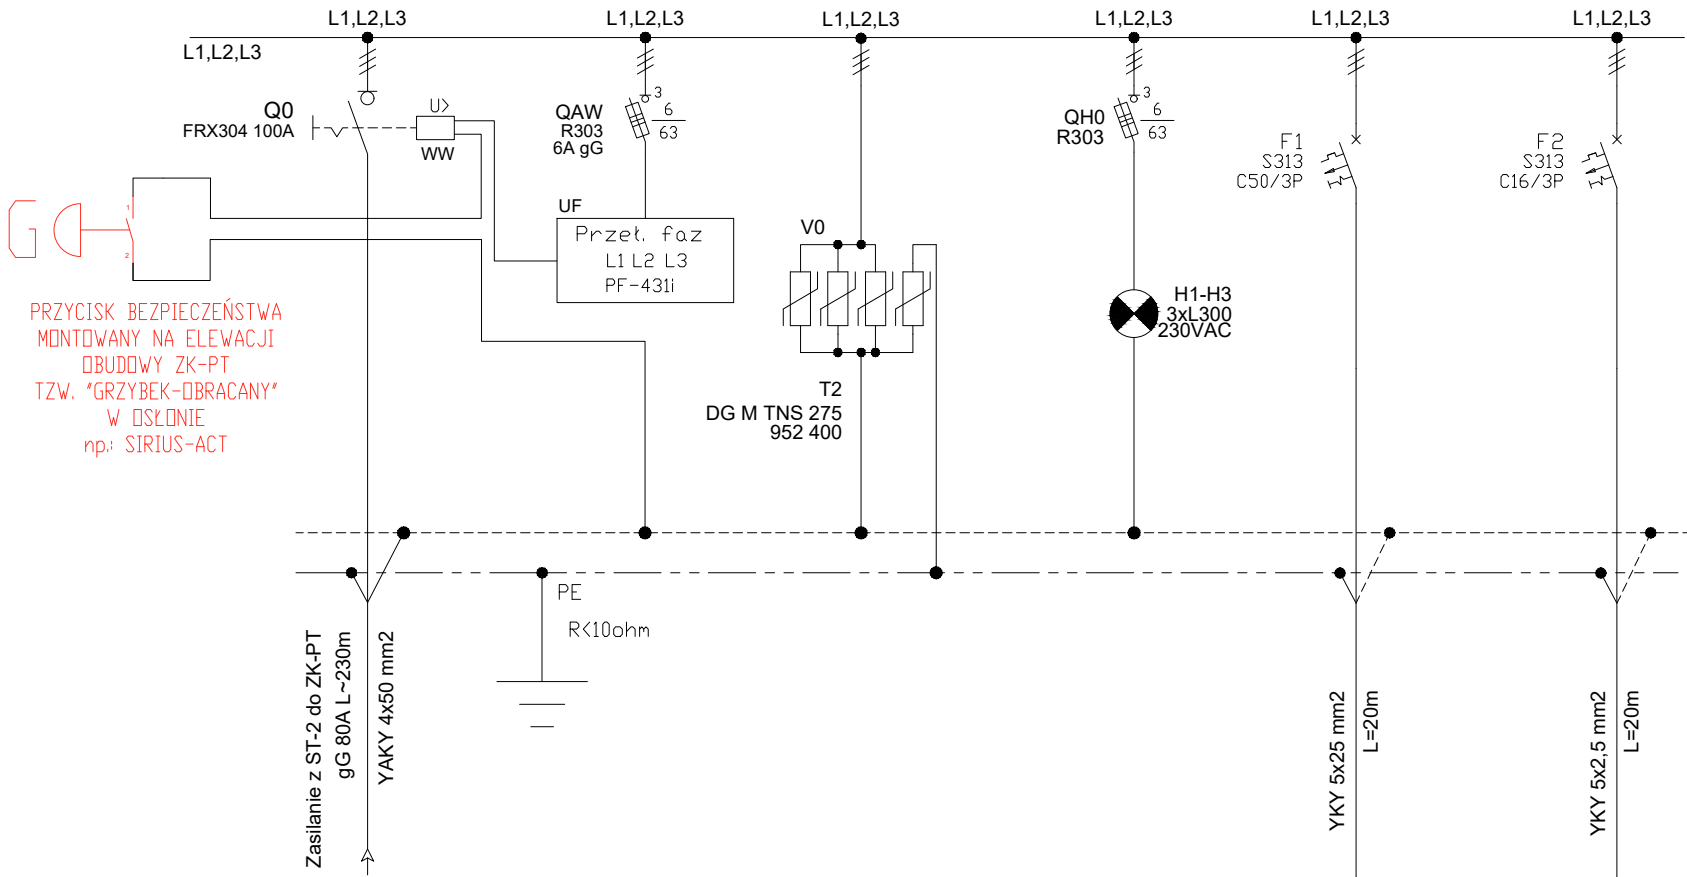 L1,L2,L3
L1,L2,L3
L1,L2,L3
L1,L2,L3
L1,L2,L3
L1,L2,L3
L1,L2,L3
Q0
FRX304 100A
U>
WW
QAW
R303
6A gG
3
6
63
QH0
R303
3
6
63
F1
S313
C50/3P
F2
S313
C16/3P
G
1
2
PRZYCISK BEZPIECZEŃSTWA
MONTOWANY NA ELEWACJI
OBUDOWY ZK-PT
TZW. "GRZYBEK-OBRACANY"
W OSŁONIE
np.: SIRIUS-ACT
UF
Przeł. faz
L1 L2 L3
PF-431i
V0
T2
DG M TNS 275
952 400
H1-H3
3xL300
230VAC
PE
R<10ohm
Zasilanie z ST-2 do ZK-PT
gG 80A L~230m
YAKY 4x50 mm2
YKY 5x25 mm2
L=20m
YKY 5x2,5 mm2
L=20m